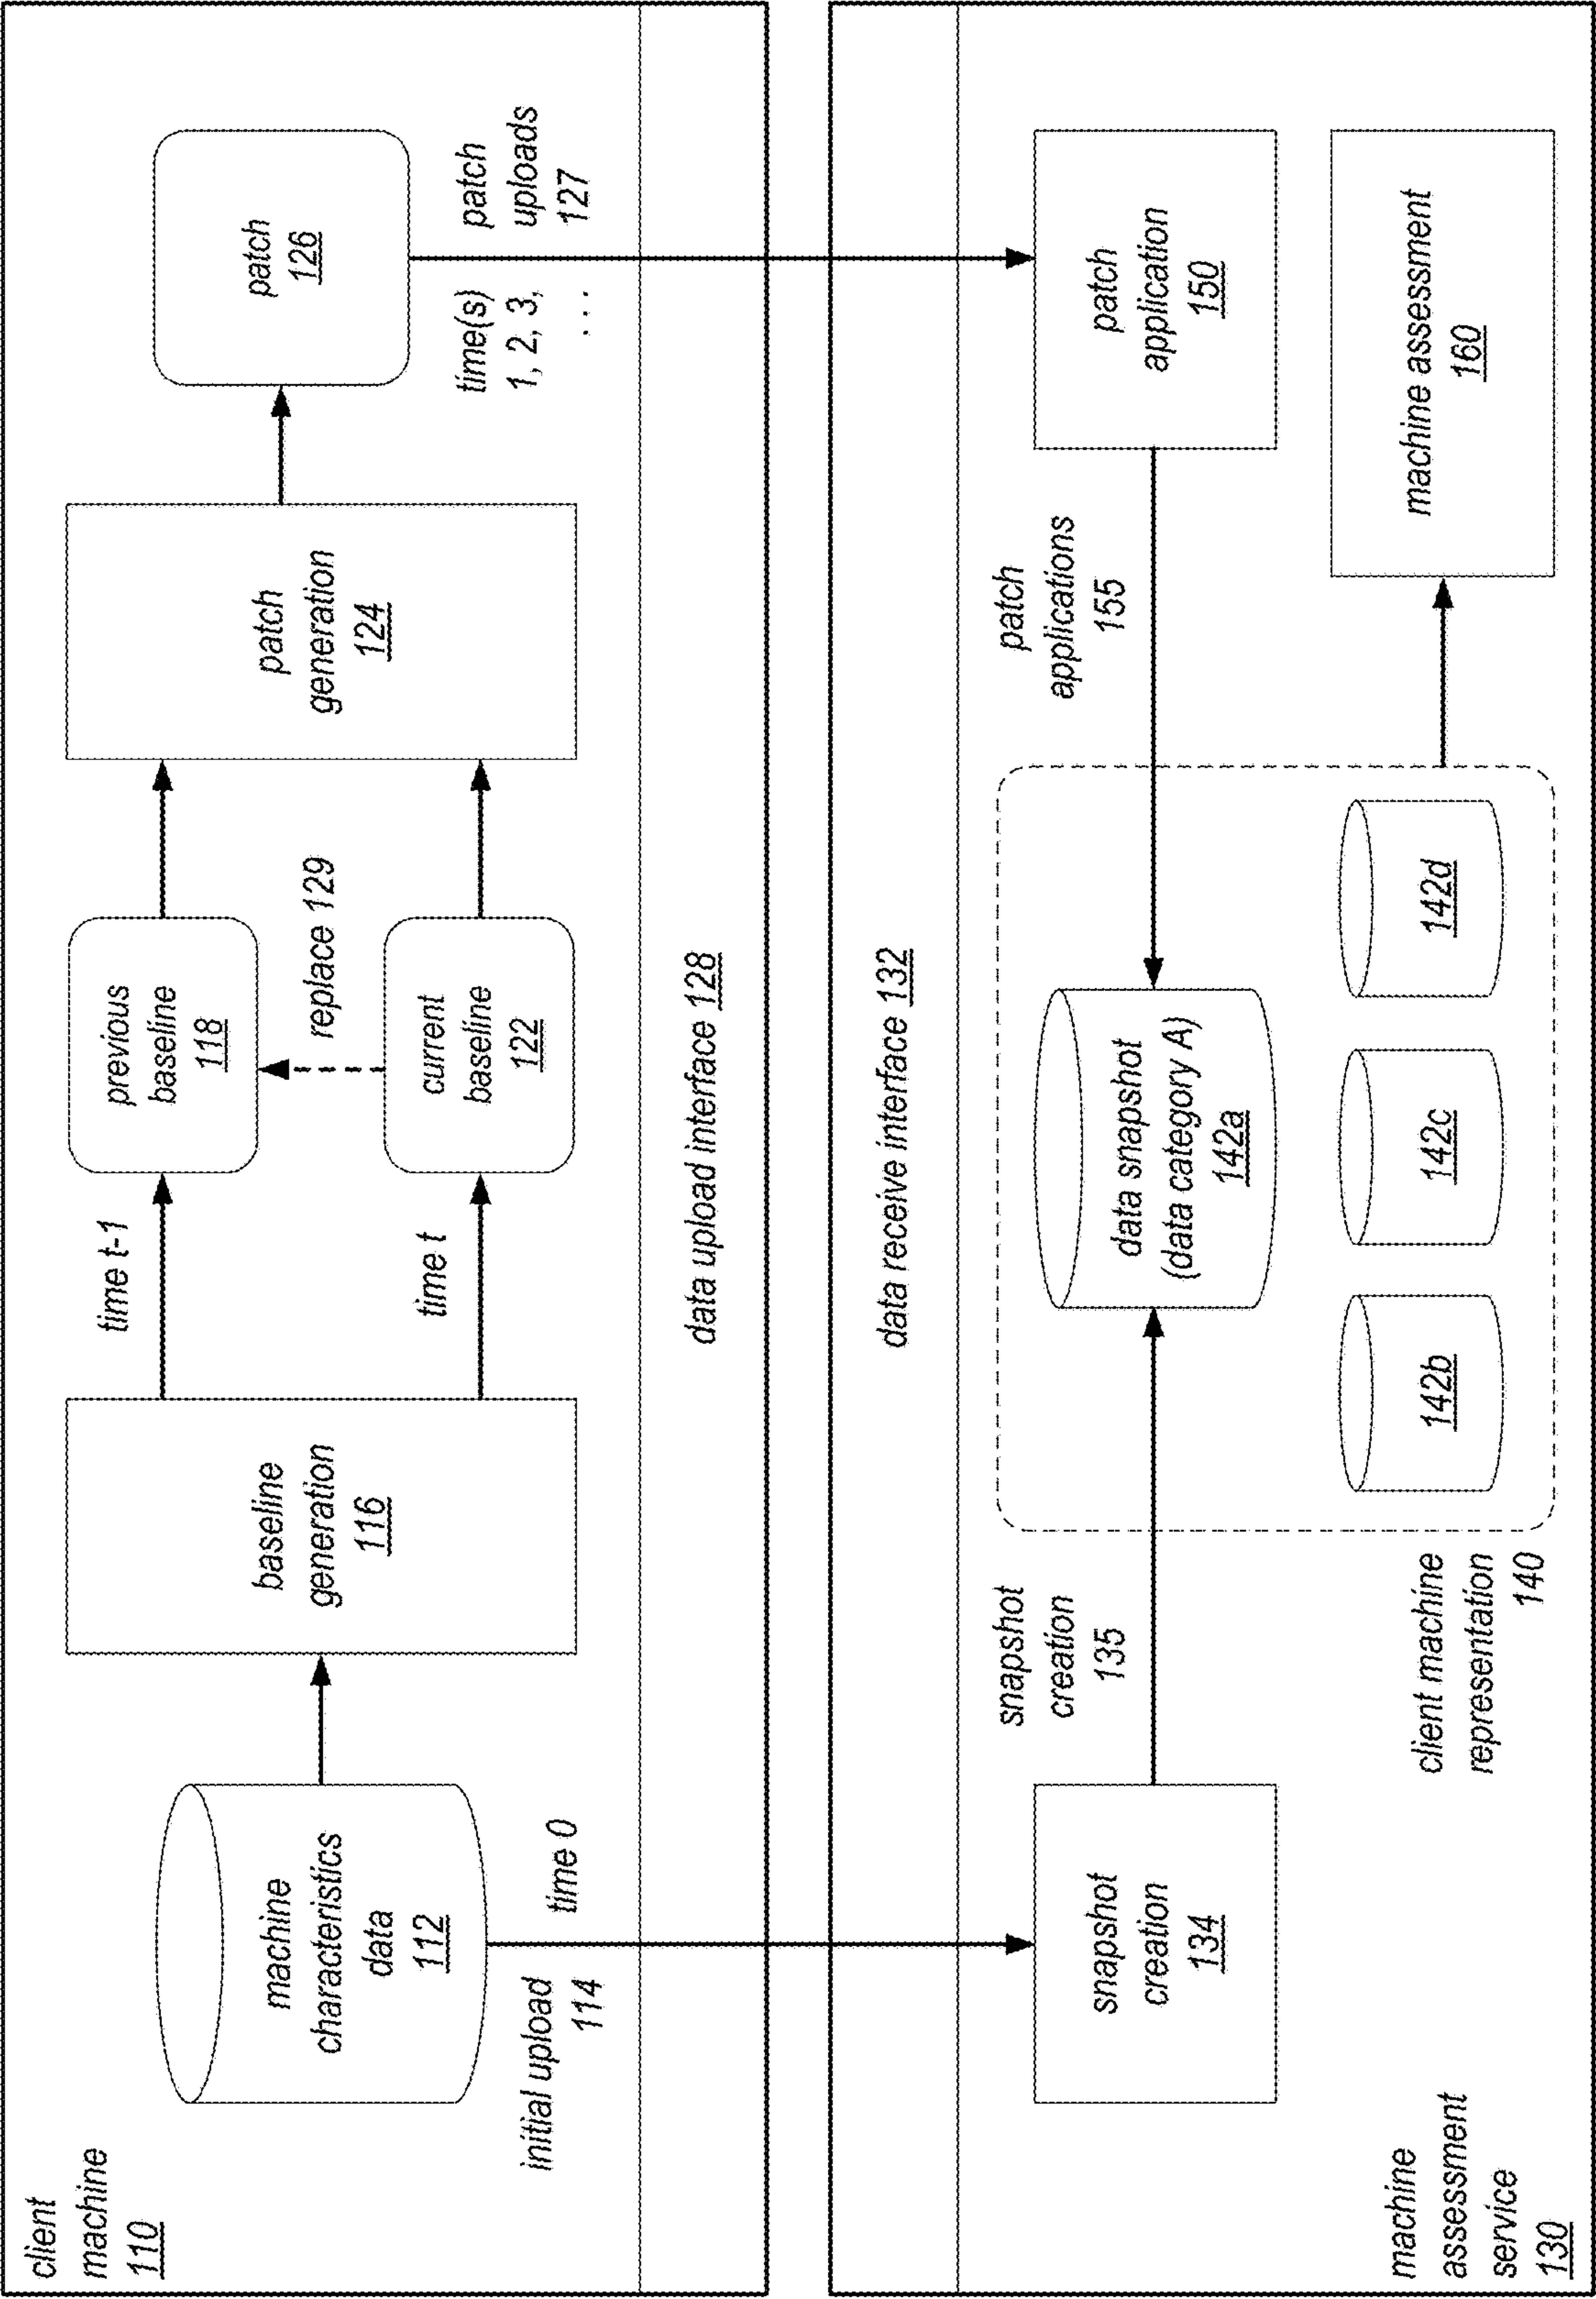 client
machine
110
machine
characteristics
data
112
initial upload
114
time 0
baseline
generation
116
time t-1
time t
previous
baseline
118
replace 129
current
baseline
122
patch
generation
124
patch
126
time(s)
1, 2, 3,
. . .
patch
uploads
127
data upload interface 128
data receive interface 132
snapshot
creation
134
snapshot
creation
135
data snapshot
(data category A)
142a
142b
142c
142d
client machine
representation
140
patch
applications
155
patch
application
150
machine assessment
160
machine
assessment
service
130